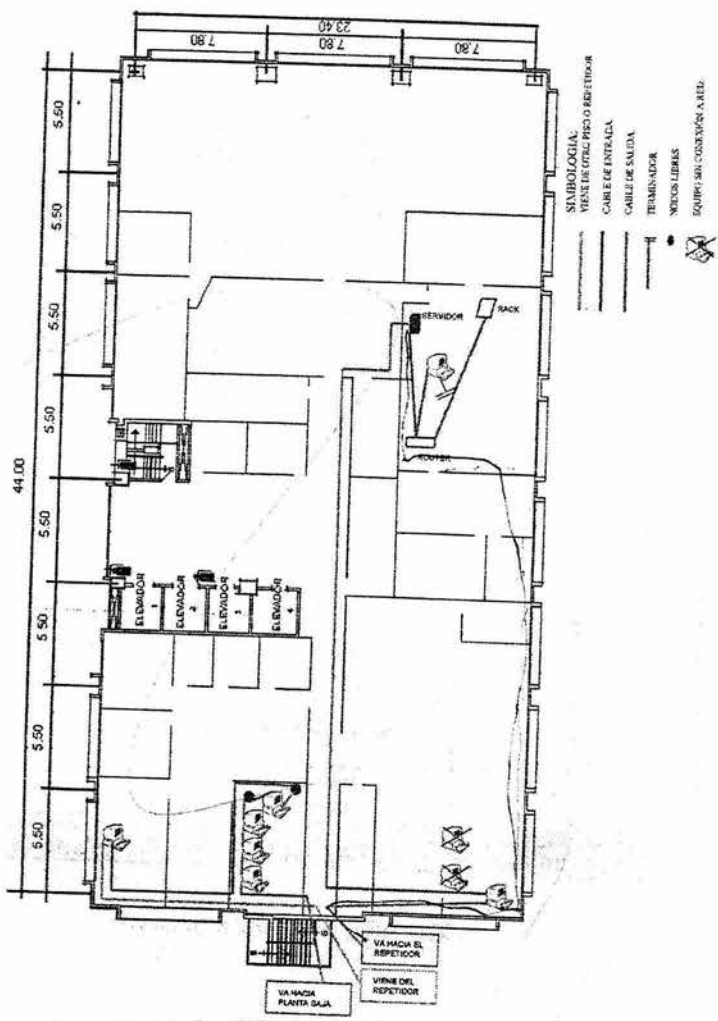 44.00
5.50
5.50
5.50
5.50
5.50
5.50
5.50
5.50
23.40
7.80
7.80
7.80
ELEVADOR
1
ELEVADOR
2
ELEVADOR
3
ELEVADOR
4
SERVIDOR
RACK
ROUTER
VA HACIA EL
REPETIDOR
VIENE DEL
REPETIDOR
VA HACIA
PLANTA BAJA
SIMBOLOGIA:
VIENE DE OTRO PISO O REPETIDOR
CABLE DE ENTRADA
CABLE DE SALIDA
TERMINADOR
NODOS LIBRES
EQUIPO SIN CONEXIÓN A RED.